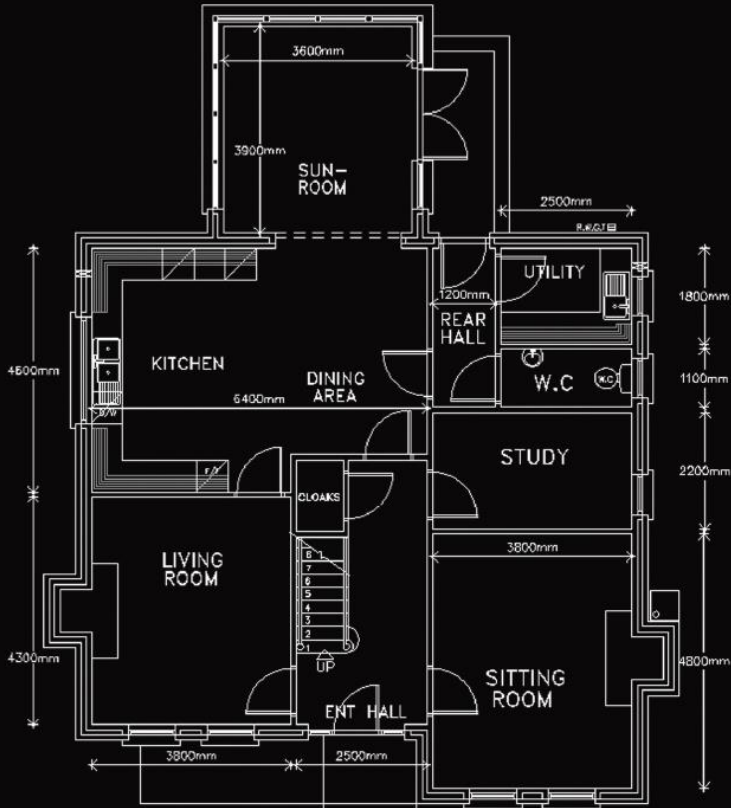 3600mm
3900mm
SUN-
ROOM
2500mm
UTILITY
1200mm
1800mm
REAR
HALL
KITCHEN
4600mm
DINING
AREA
W.C
W.C
1100mm
6400mm
D/W
STUDY
2200mm
CLOAKS
3800mm
LIVING
ROOM
8
7
6
5
4
3
2
1
UP
4300mm
4800mm
SITTING
ROOM
ENT HALL
3800mm
2500mm